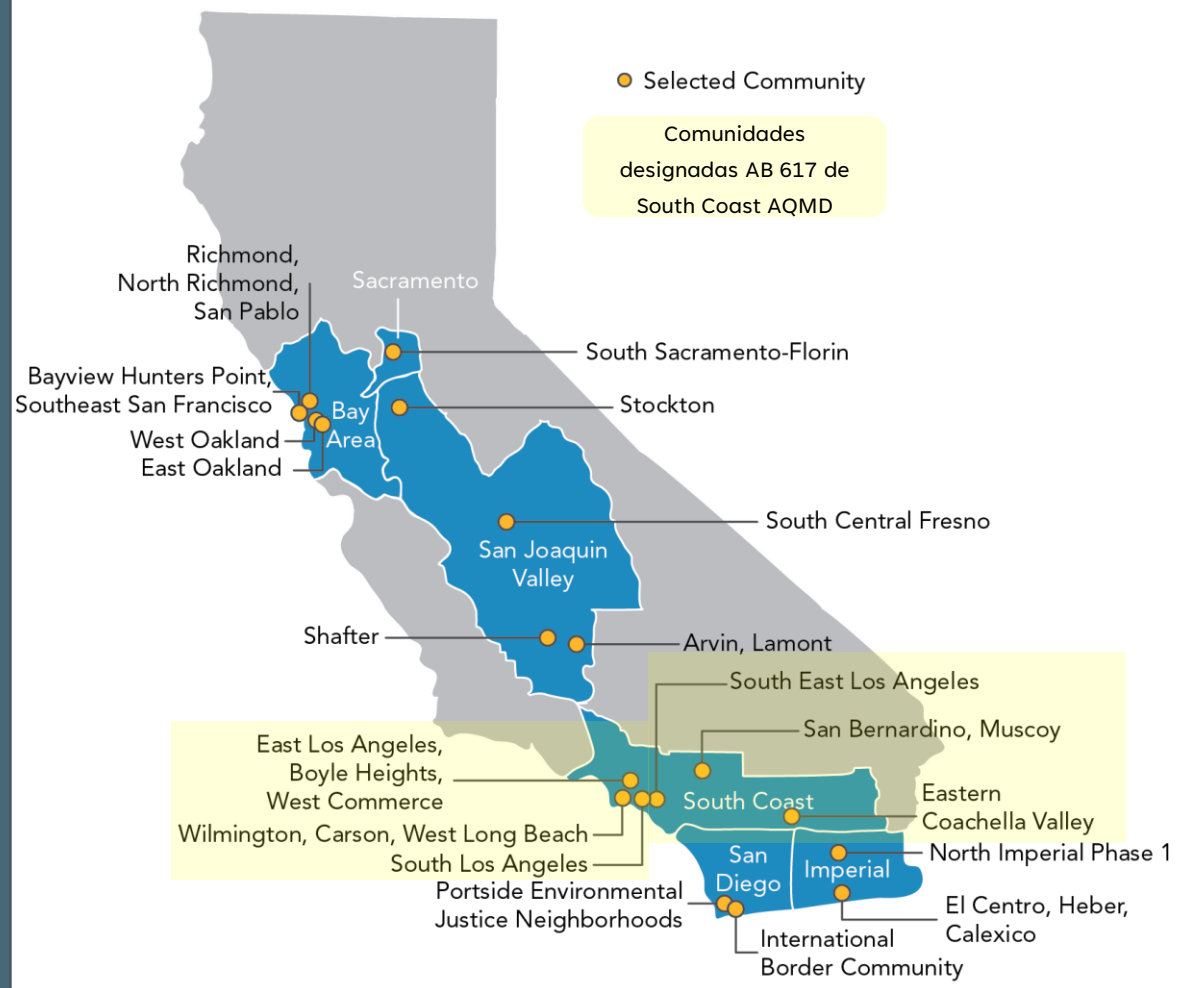 Selected Community
Comunidades
designadas AB 617 de
South Coast AQMD
Richmond,
North Richmond,
San Pablo
Sacramento
South Sacramento-Florin
Bayview Hunters Point,
Southeast San Francisco
Stockton
Bay
Area
West Oakland
East Oakland
South Central Fresno
San Joaquin
Valley
Shafter
Arvin, Lamont
South East Los Angeles
San Bernardino, Muscoy
East Los Angeles,
Boyle Heights,
West Commerce
South Coast
Eastern
Coachella Valley
Wilmington, Carson, West Long Beach
South Los Angeles
San
Diego
Imperial
North Imperial Phase 1
Portside Environmental
Justice Neighborhoods
El Centro, Heber,
Calexico
International
Border Community